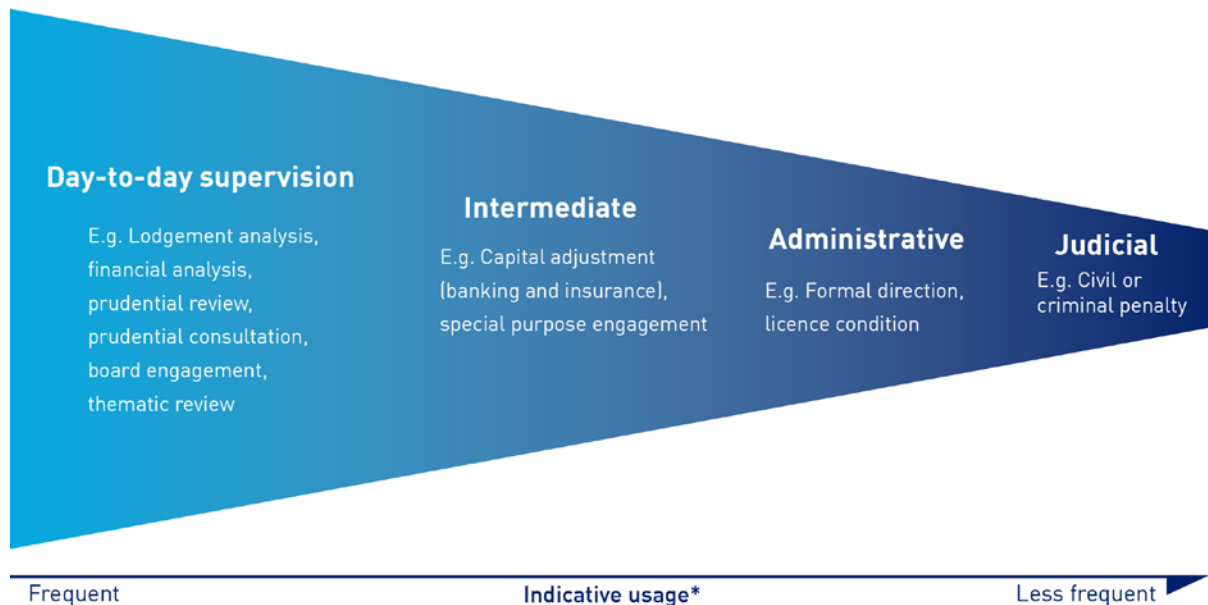 Day-to-day supervision
E.g. Lodgement analysis,
financial analysis,
prudential review,
prudential consultation,
board engagement,
thematic review
Intermediate
E.g. Capital adjustment
(banking and insurance),
special purpose engagement
Administrative
E.g. Formal direction,
licence condition
Judicial
E.g. Civil or
criminal penalty
Frequent
Indicative usage*
Less frequent